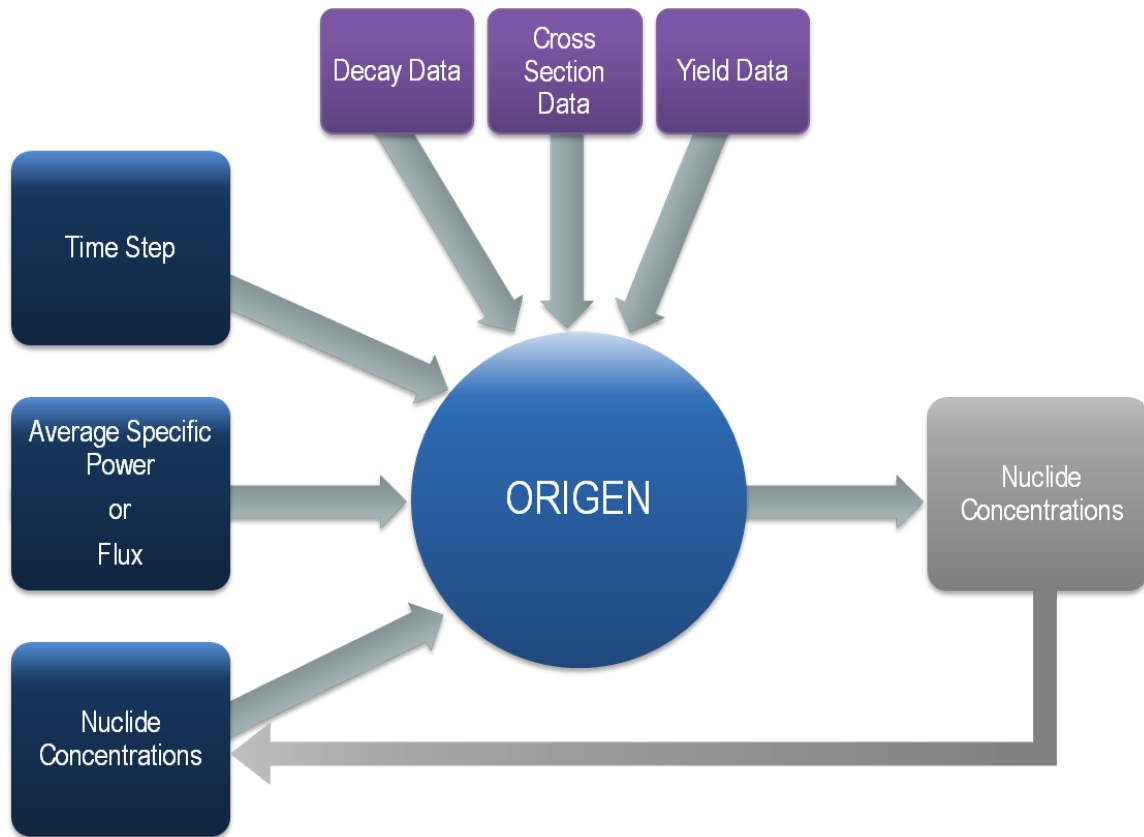 Decay Data
Cross
Section
Data
Yield Data
Time Step
Average Specific
Power
or
Flux
ORIGEN
Nuclide
Concentrations
Nuclide
Concentrations